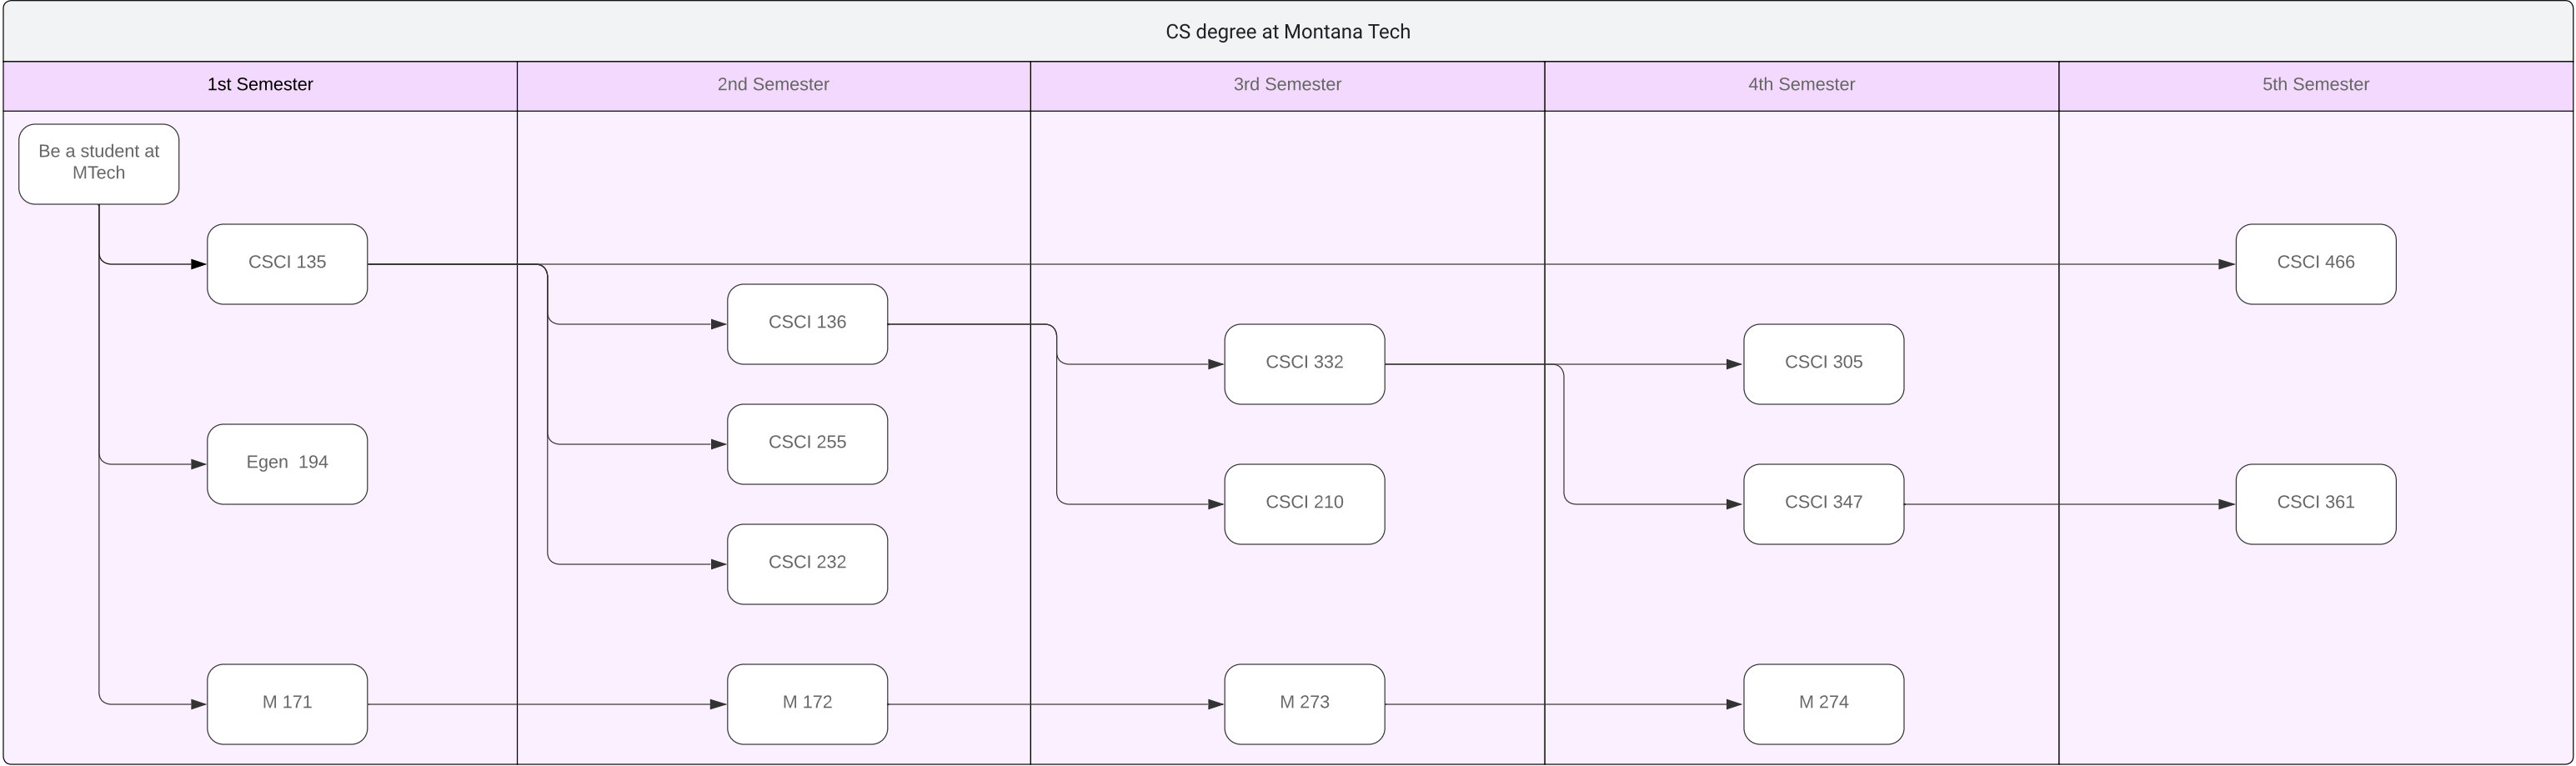 CS degree at Montana Tech
1st Semester
2nd Semester
3rd Semester
4th Semester
5th Semester
Be a student at
MTech
CSCI 135
CSCI 466
CSCI 136
CSCI 332
CSCI 305
CSCI 255
Egen  194
CSCI 210
CSCI 347
CSCI 361
CSCI 232
M 171
M 172
M 273
M 274